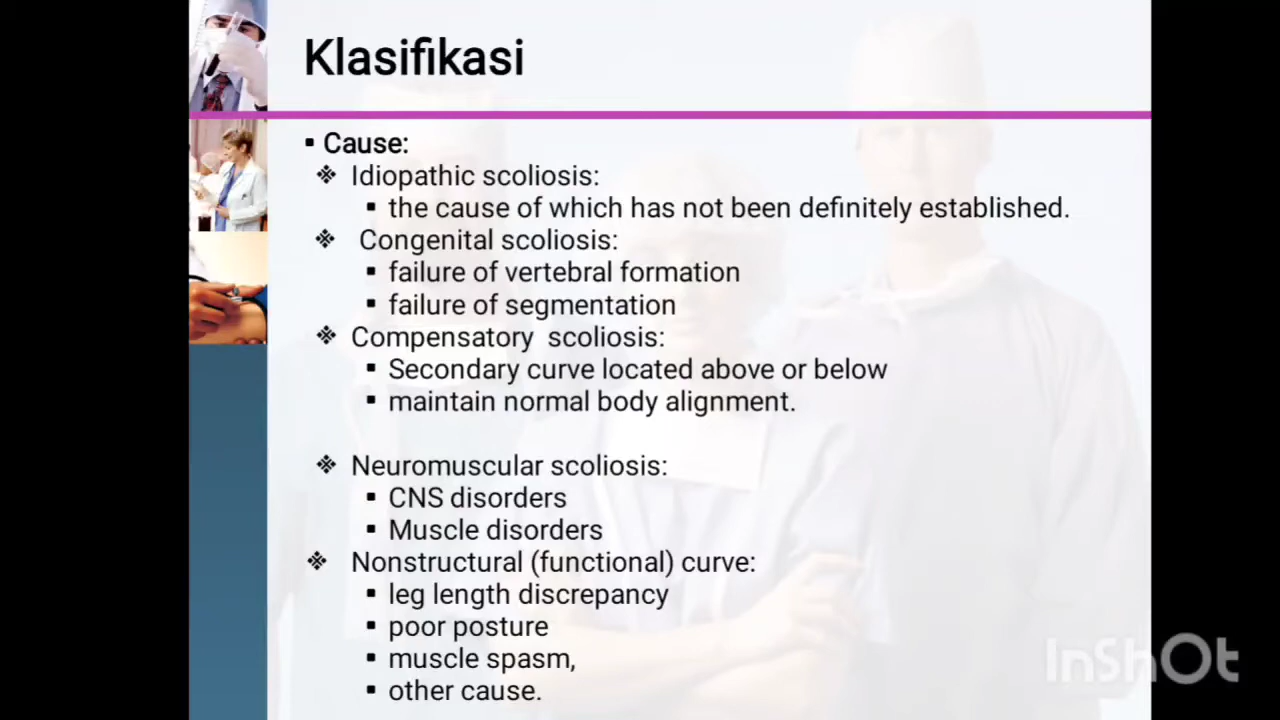 Klasifikasi
▪ Cause:
❖ Idiopathic scoliosis:
▪ the cause of which has not been definitely established.
❖ Congenital scoliosis:
▪ failure of vertebral formation
▪ failure of segmentation
❖ Compensatory scoliosis:
▪ Secondary curve located above or below
▪ maintain normal body alignment.
❖ Neuromuscular scoliosis:
▪ CNS disorders
▪ Muscle disorders
❖ Nonstructural (functional) curve:
▪ leg length discrepancy
▪ poor posture
▪ muscle spasm,
▪ other cause.
InShOt